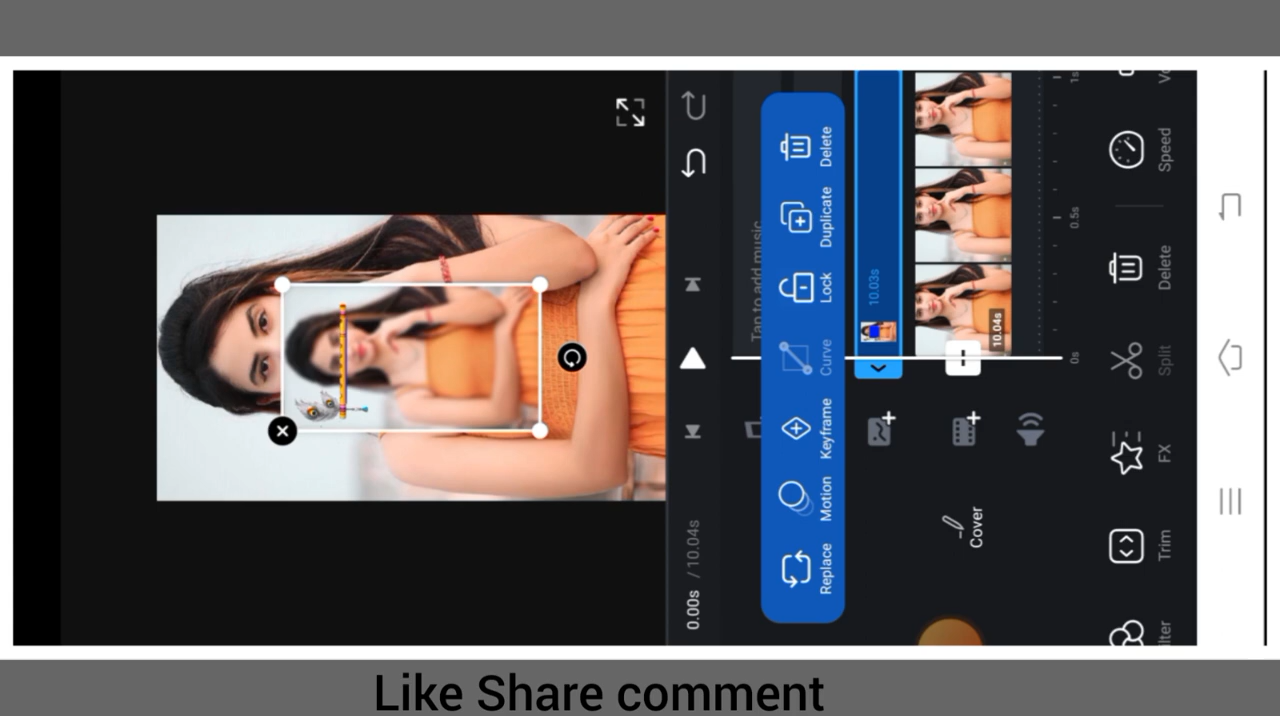 Tap to add music
Delete
Duplicate
Lock
Curve
Keyframe
Motion
Replace
10.03s
10.04s
1s
0.5s
0s
0.00s / 10.04s
Cover
Speed
Delete
Split
FX
Trim
Like Share comment